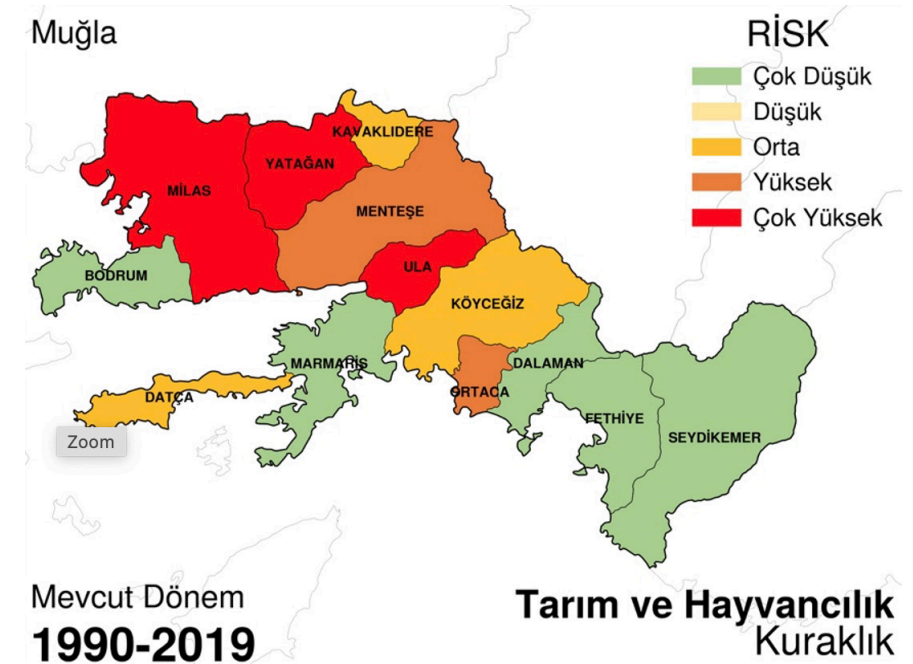 Muğla
RİSK
Çok Düşük
Düşük
Orta
Yüksek
Çok Yüksek
KAVAKLIDERE
YATAĞAN
MİLAS
MENTEŞE
BODRUM
ULA
KÖYCEĞİZ
MARMARİS
DALAMAN
ORTACA
DATÇA
FETHİYE
SEYDİKEMER
Zoom
Mevcut Dönem
1990-2019
Tarım ve Hayvancılık
Kuraklık